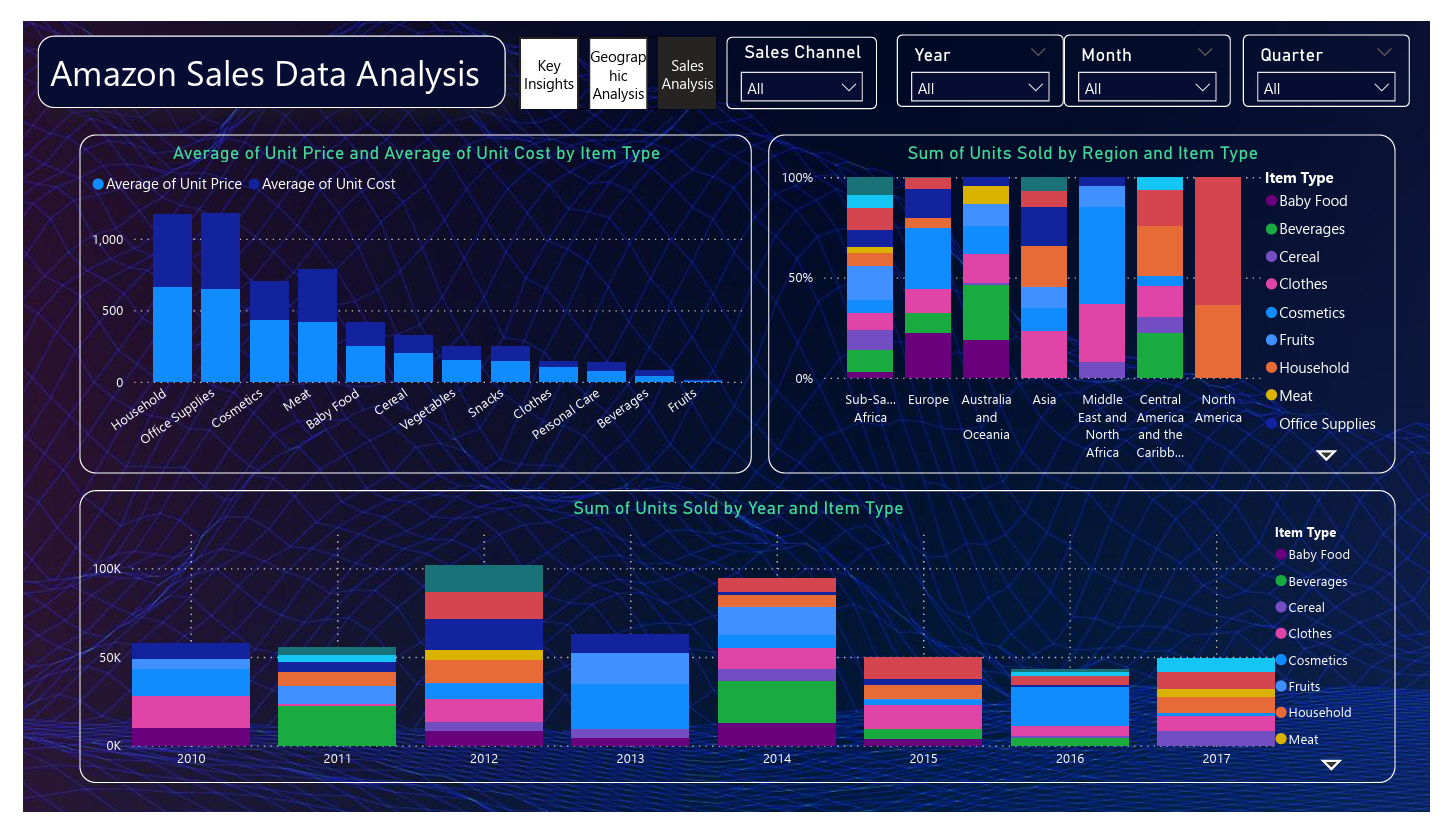 Amazon Sales Data Analysis
Key
Insights
Geograp
hic
Analysis
Sales
Analysis
Sales Channel
All
Year
All
Month
All
Quarter
All
Average of Unit Price and Average of Unit Cost by Item Type
Average of Unit Price Average of Unit Cost
1,000
500
0
Household
Office Supplies
Cosmetics
Meat
Baby Food
Cereal
Vegetables
Snacks
Clothes
Personal Care
Beverages
Fruits
Sum of Units Sold by Region and Item Type
100%
50%
0%
Sub-Sa...
Africa
Europe
Australia
and
Oceania
Asia
Middle
East and
North
Africa
Central
America
and the
Caribb...
North
America
Item Type
Baby Food
Beverages
Cereal
Clothes
Cosmetics
Fruits
Household
Meat
Office Supplies
Sum of Units Sold by Year and Item Type
100K
50K
0K
2010 2011 2012 2013 2014 2015 2016 2017
Item Type
Baby Food
Beverages
Cereal
Clothes
Cosmetics
Fruits
Household
Meat